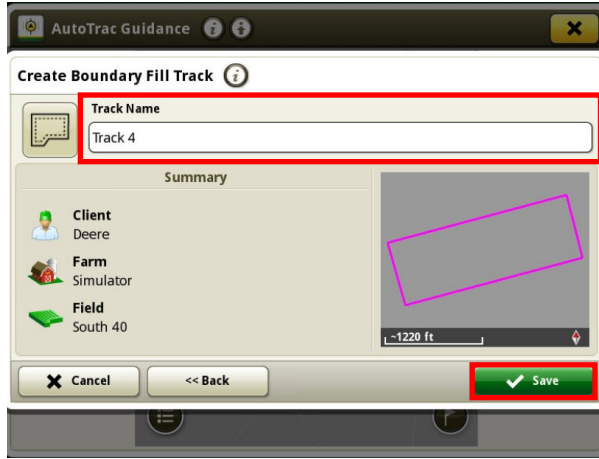 AutoTrac Guidance
Create Boundary Fill Track
Track Name
Track 4
Summary
Client
Deere
Farm
Simulator
Field
South 40
~1220 ft
Cancel
<< Back
Save